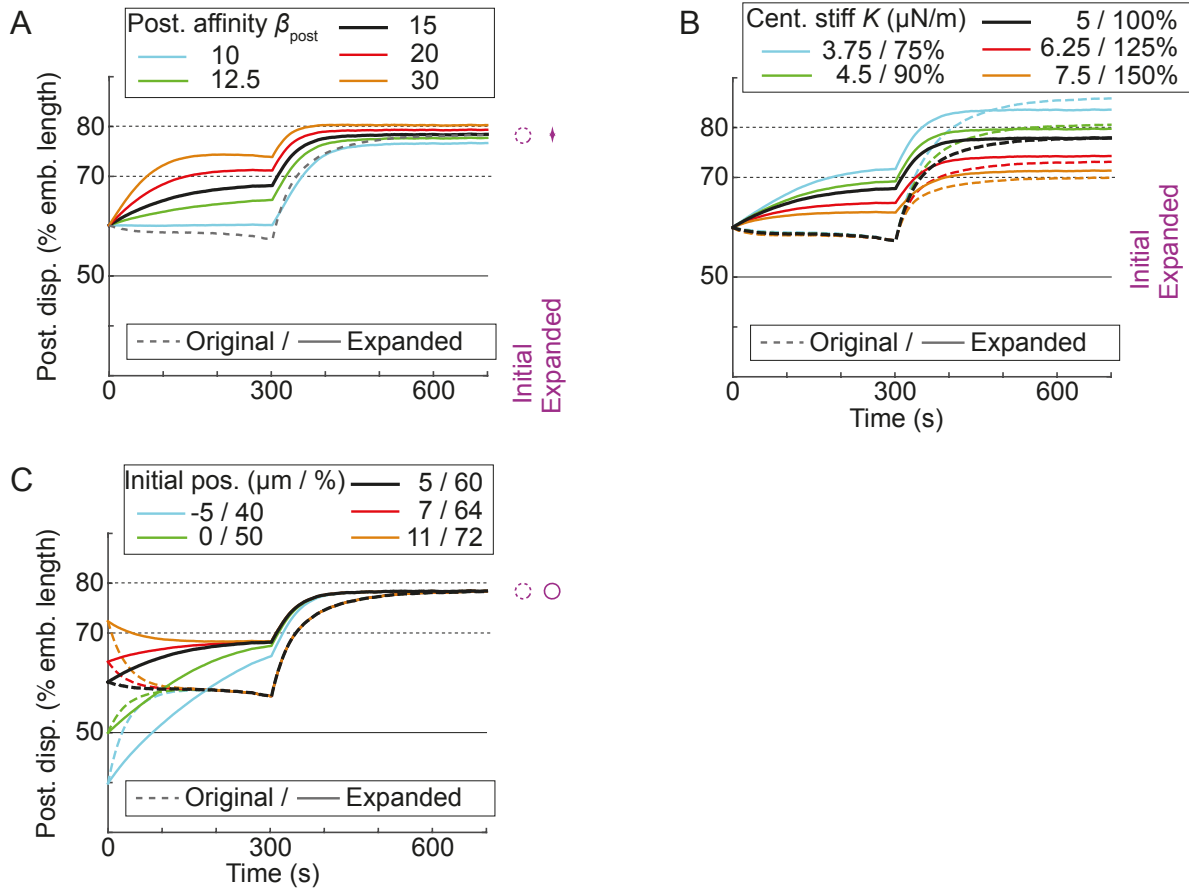 A
Post. affinity βpost
10
12.5
15
20
30
Post. disp. (% emb. length)
80
70
50
Original / Expanded
0
300
600
Initial
Expanded
B
Cent. stiff K (µN/m)
3.75 / 75%
4.5 / 90%
5 / 100%
6.25 / 125%
7.5 / 150%
80
70
50
Original / Expanded
0
300
600
Time (s)
Initial
Expanded
C
Initial pos. (µm / %)
-5 / 40
0 / 50
5 / 60
7 / 64
11 / 72
Post. disp. (% emb. length)
80
70
50
Original / Expanded
0
300
600
Time (s)